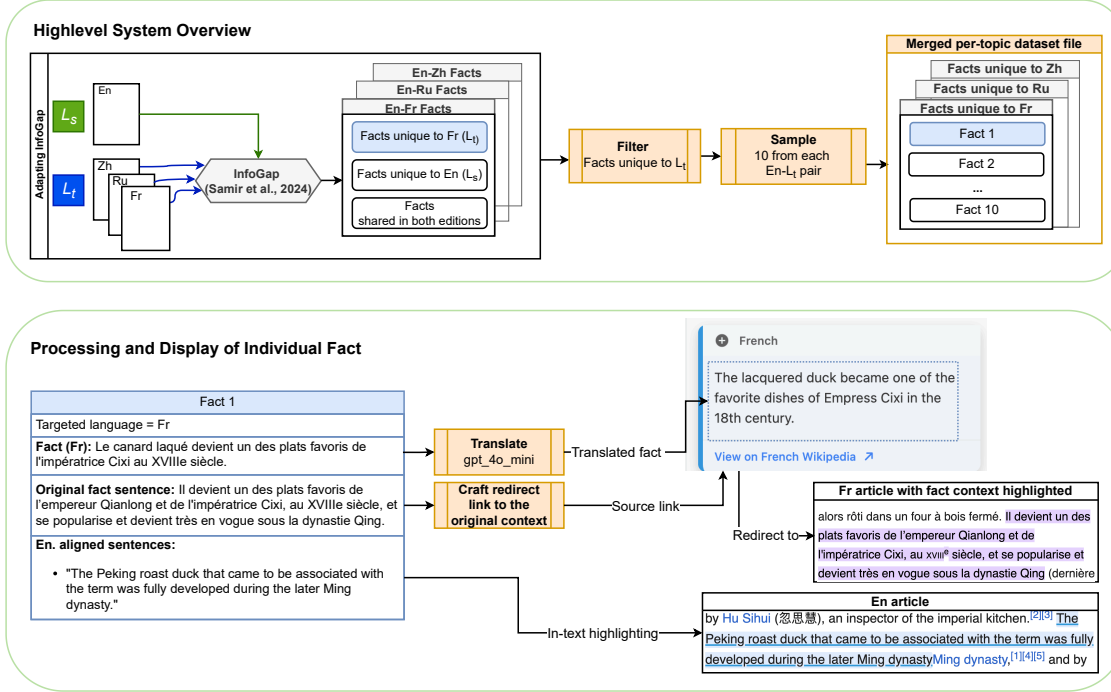 Highlevel System Overview
Adapting InfoGap
Ls
Lt
En
Zh
Ru
Fr
InfoGap
(Samir et al., 2024)
En-Zh Facts
En-Ru Facts
En-Fr Facts
Facts unique to Fr (Lt)
Facts unique to En (Ls)
Facts
shared in both editions
Filter
Facts unique to Lt
Sample
10 from each
En-Lt pair
Merged per-topic dataset file
Facts unique to Zh
Facts unique to Ru
Facts unique to Fr
Fact 1
Fact 2
...
Fact 10
Processing and Display of Individual Fact
Fact 1
Targeted language = Fr
Fact (Fr): Le canard laqué devient un des plats favoris de
l'impératrice Cixi au XVIIIe siècle.
Original fact sentence: Il devient un des plats favoris de
l'empereur Qianlong et de l'impératrice Cixi, au XVIIIe siècle, et
se popularise et devient très en vogue sous la dynastie Qing.
En. aligned sentences:
• "The Peking roast duck that came to be associated with
the term was fully developed during the later Ming
dynasty."
Translate
gpt_4o_mini
Translated fact
Craft redirect
link to the
original context
Source link
French
The lacquered duck became one of the
favorite dishes of Empress Cixi in the
18th century.
View on French Wikipedia ↗
Redirect to
Fr article with fact context highlighted
alors rôti dans un four à bois fermé. Il devient un des
plats favoris de l'empereur Qianlong et de
l'impératrice Cixi, au XVIIIe siècle, et se popularise et
devient très en vogue sous la dynastie Qing (dernière
In-text highlighting
En article
by Hu Sihui (忽思慧), an inspector of the imperial kitchen.[2][3] The
Peking roast duck that came to be associated with the term was fully
developed during the later Ming dynastyMing dynasty,[1][4][5] and by